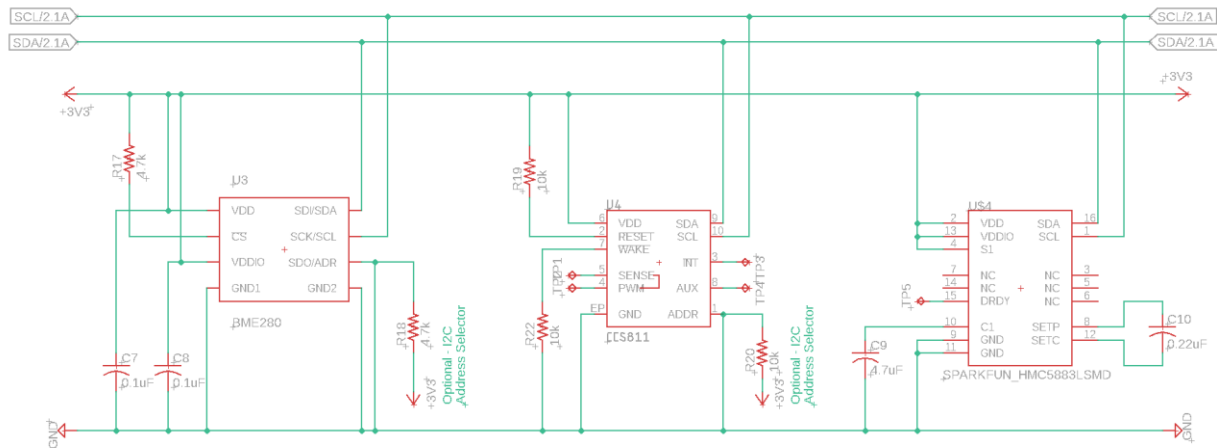 SCL/2.1A
SCL/2.1A
SDA/2.1A
SDA/2.1A
+3V3
+3V3
R17
4.7k
U3
VDD
SDI/SDA
CS
SCK/SCL
VDDIO
SDO/ADR
GND1
GND2
BME280
C7
0.1uF
C8
0.1uF
R18
4.7k
+3V3
Optional - I2C
Address Selector
R19
10k
U4
6
VDD
SDA
9
2
RESET
SCL
10
7
WAKE
TP1
5
SENSE
INT
3
TP3
TP2
4
PWM
AUX
8
TP4
EP
GND
ADDR
1
CCS811
R22
10k
R20
10k
+3V3
Optional - I2C
Address Selector
U$4
2
VDD
SDA
16
13
VDDIO
SCL
1
4
S1
7
NC
NC
3
14
NC
NC
5
TP5
15
DRDY
NC
6
10
C1
SETP
8
9
GND
SETC
12
11
GND
SPARKFUN_HMC5883LSMD
C9
4.7uF
C10
0.22uF
GND
GND